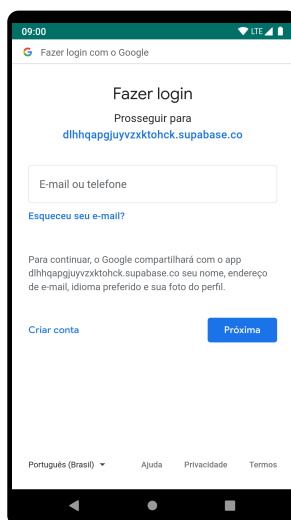 09:00
LTE
Fazer login com o Google
Fazer login
Prosseguir para
dlhhqapgjuyvzxktohck.supabase.co
E-mail ou telefone
Esqueceu seu e-mail?
Para continuar, o Google compartilhará com o app
dlhhqapgjuyvzxktohck.supabase.co seu nome, endereço
de e-mail, idioma preferido e sua foto do perfil.
Criar conta
Próxima
Português (Brasil)
Ajuda
Privacidade
Termos